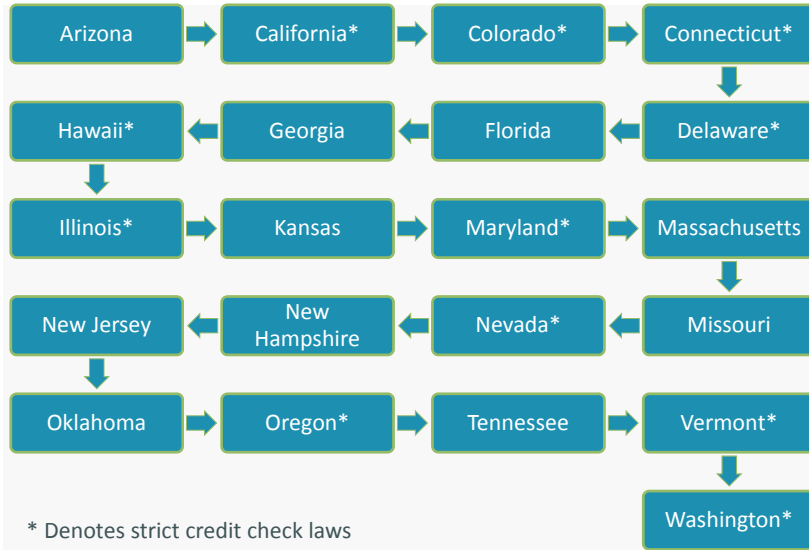 Arizona
California*
Colorado*
Connecticut*
Delaware*
Florida
Georgia
Hawaii*
Illinois*
Kansas
Maryland*
Massachusetts
Missouri
Nevada*
New
Hampshire
New Jersey
Oklahoma
Oregon*
Tennessee
Vermont*
Washington*
* Denotes strict credit check laws